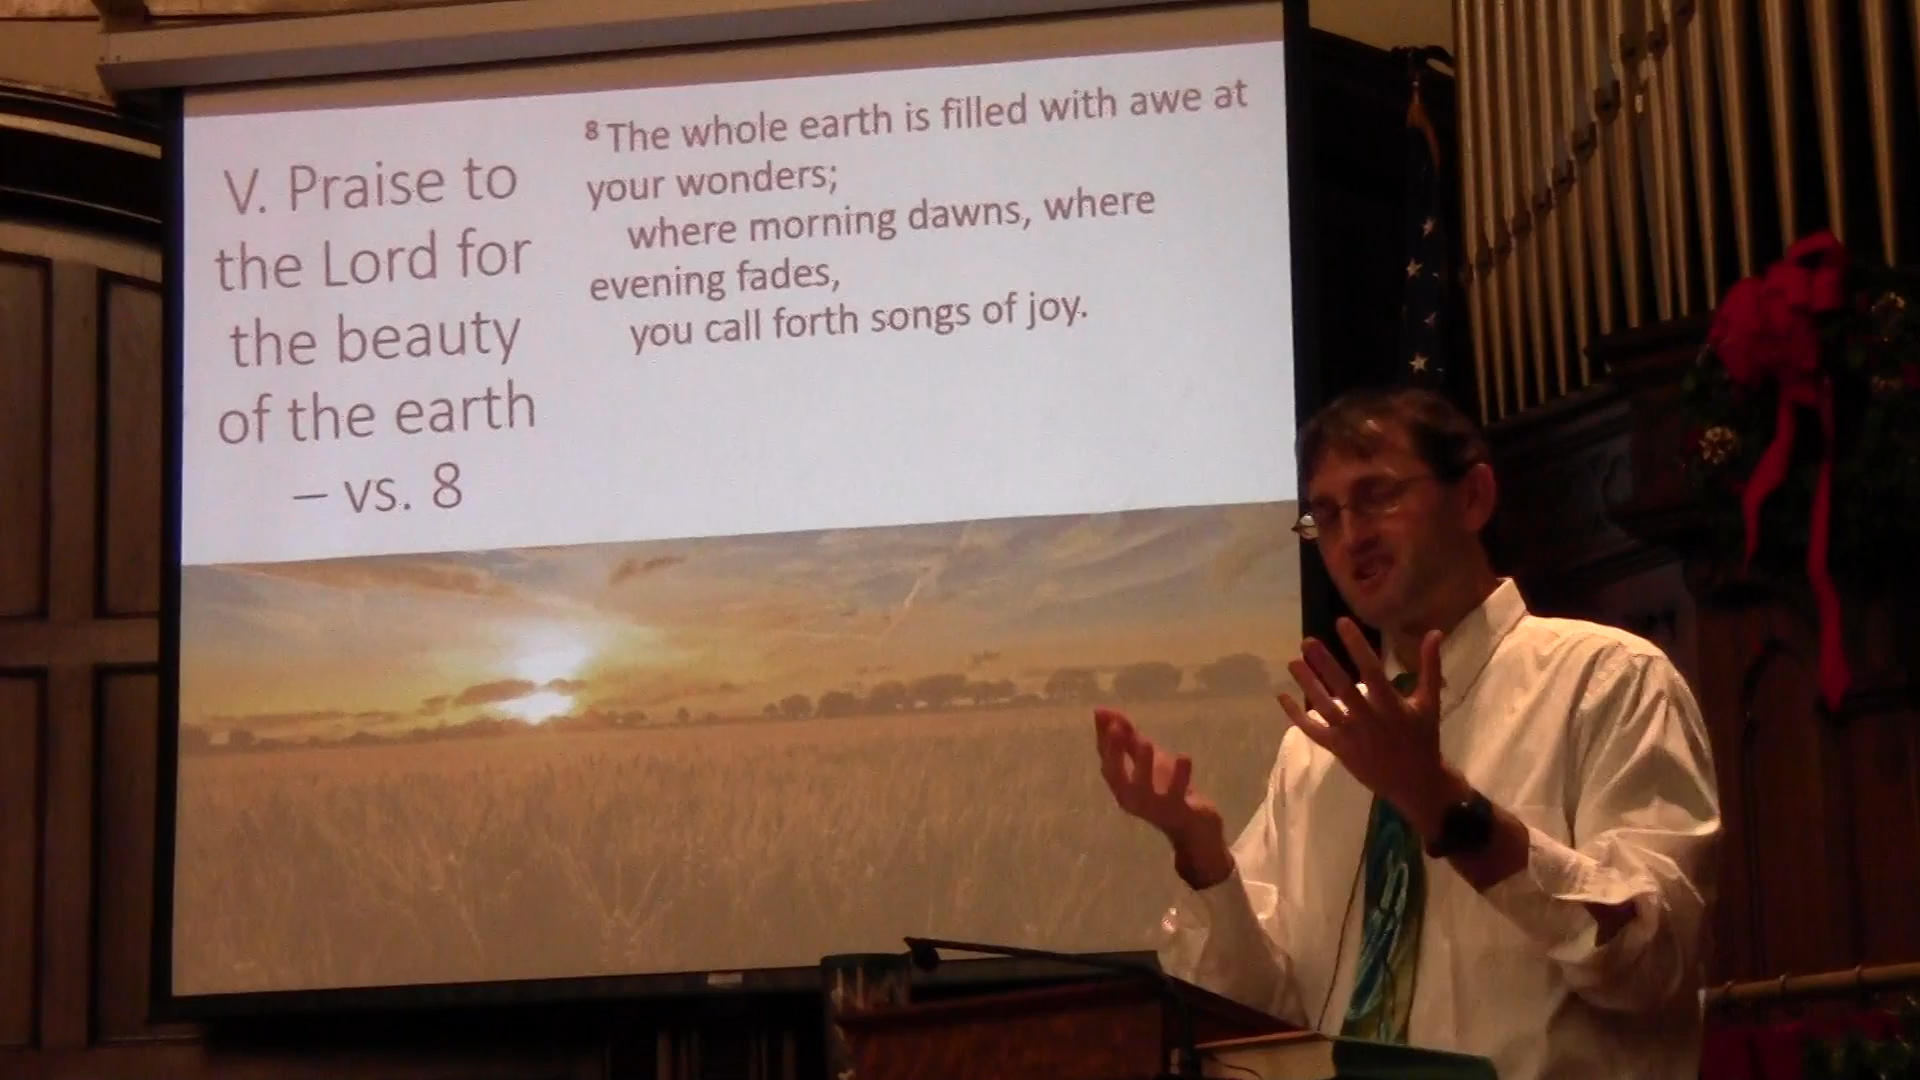 V. Praise to
the Lord for
the beauty
of the earth
– vs. 8
8 The whole earth is filled with awe at
your wonders;
where morning dawns, where
evening fades,
you call forth songs of joy.